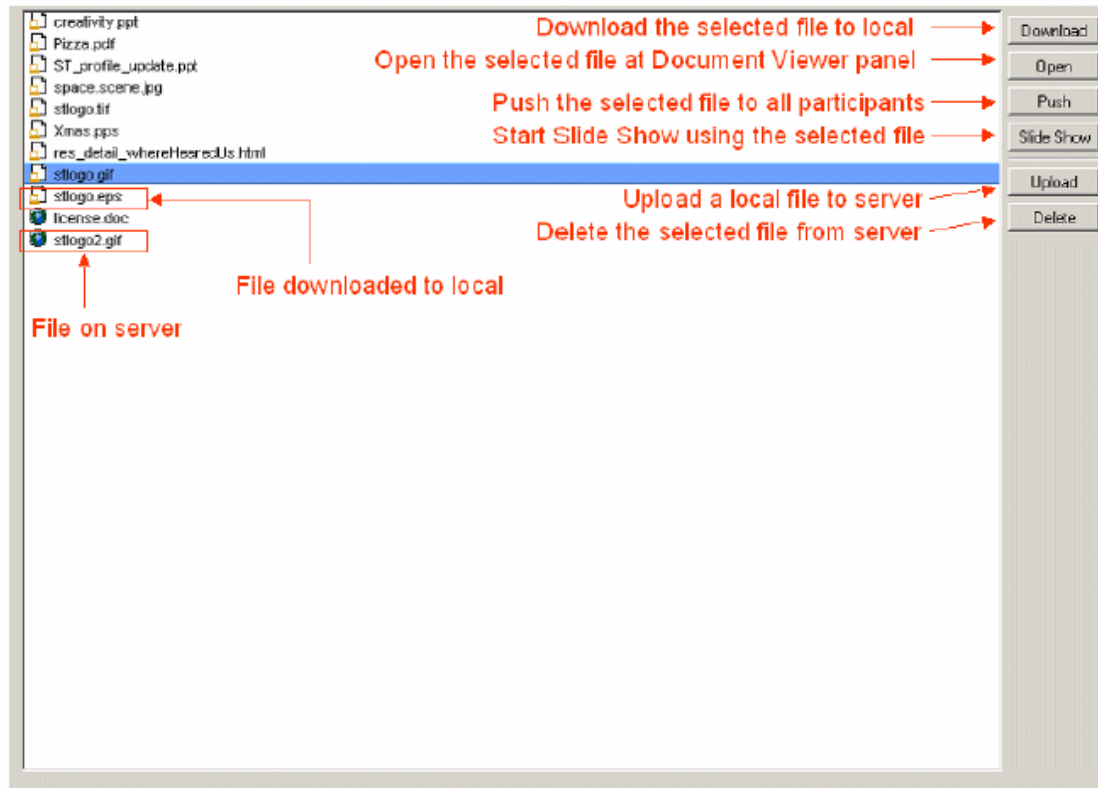 creativity.ppt
Pizza.pdf
ST_profile_update.ppt
space.scene.jpg
stlogo.tif
Xmas.pps
res_detail_whereHearedUs.html
stlogo.gif
stlogo.eps
license.doc
stlogo2.gif
File downloaded to local
File on server
Download the selected file to local
Open the selected file at Document Viewer panel
Push the selected file to all participants
Start Slide Show using the selected file
Upload a local file to server
Delete the selected file from server
Download
Open
Push
Slide Show
Upload
Delete